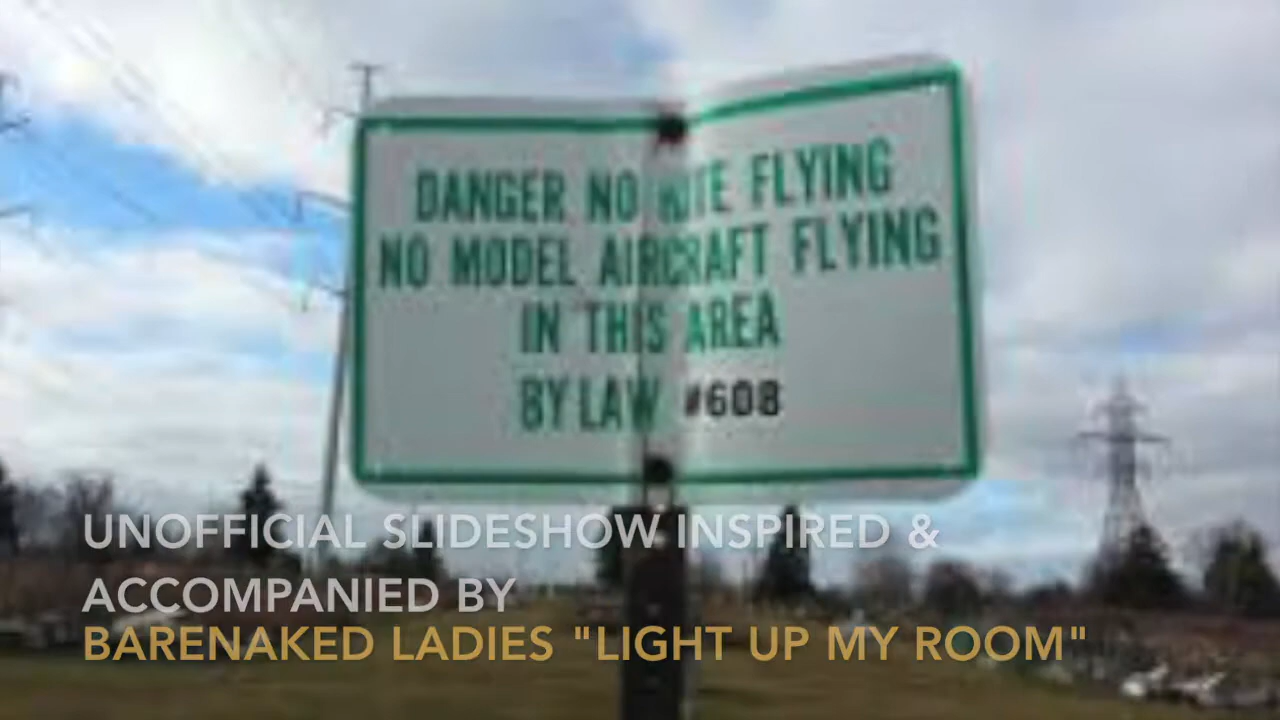 DANGER NO KITE FLYING
NO MODEL AIRCRAFT FLYING
IN THIS AREA
BY LAW #608
UNOFFICIAL SLIDESHOW INSPIRED &
ACCOMPANIED BY
BARENAKED LADIES "LIGHT UP MY ROOM"